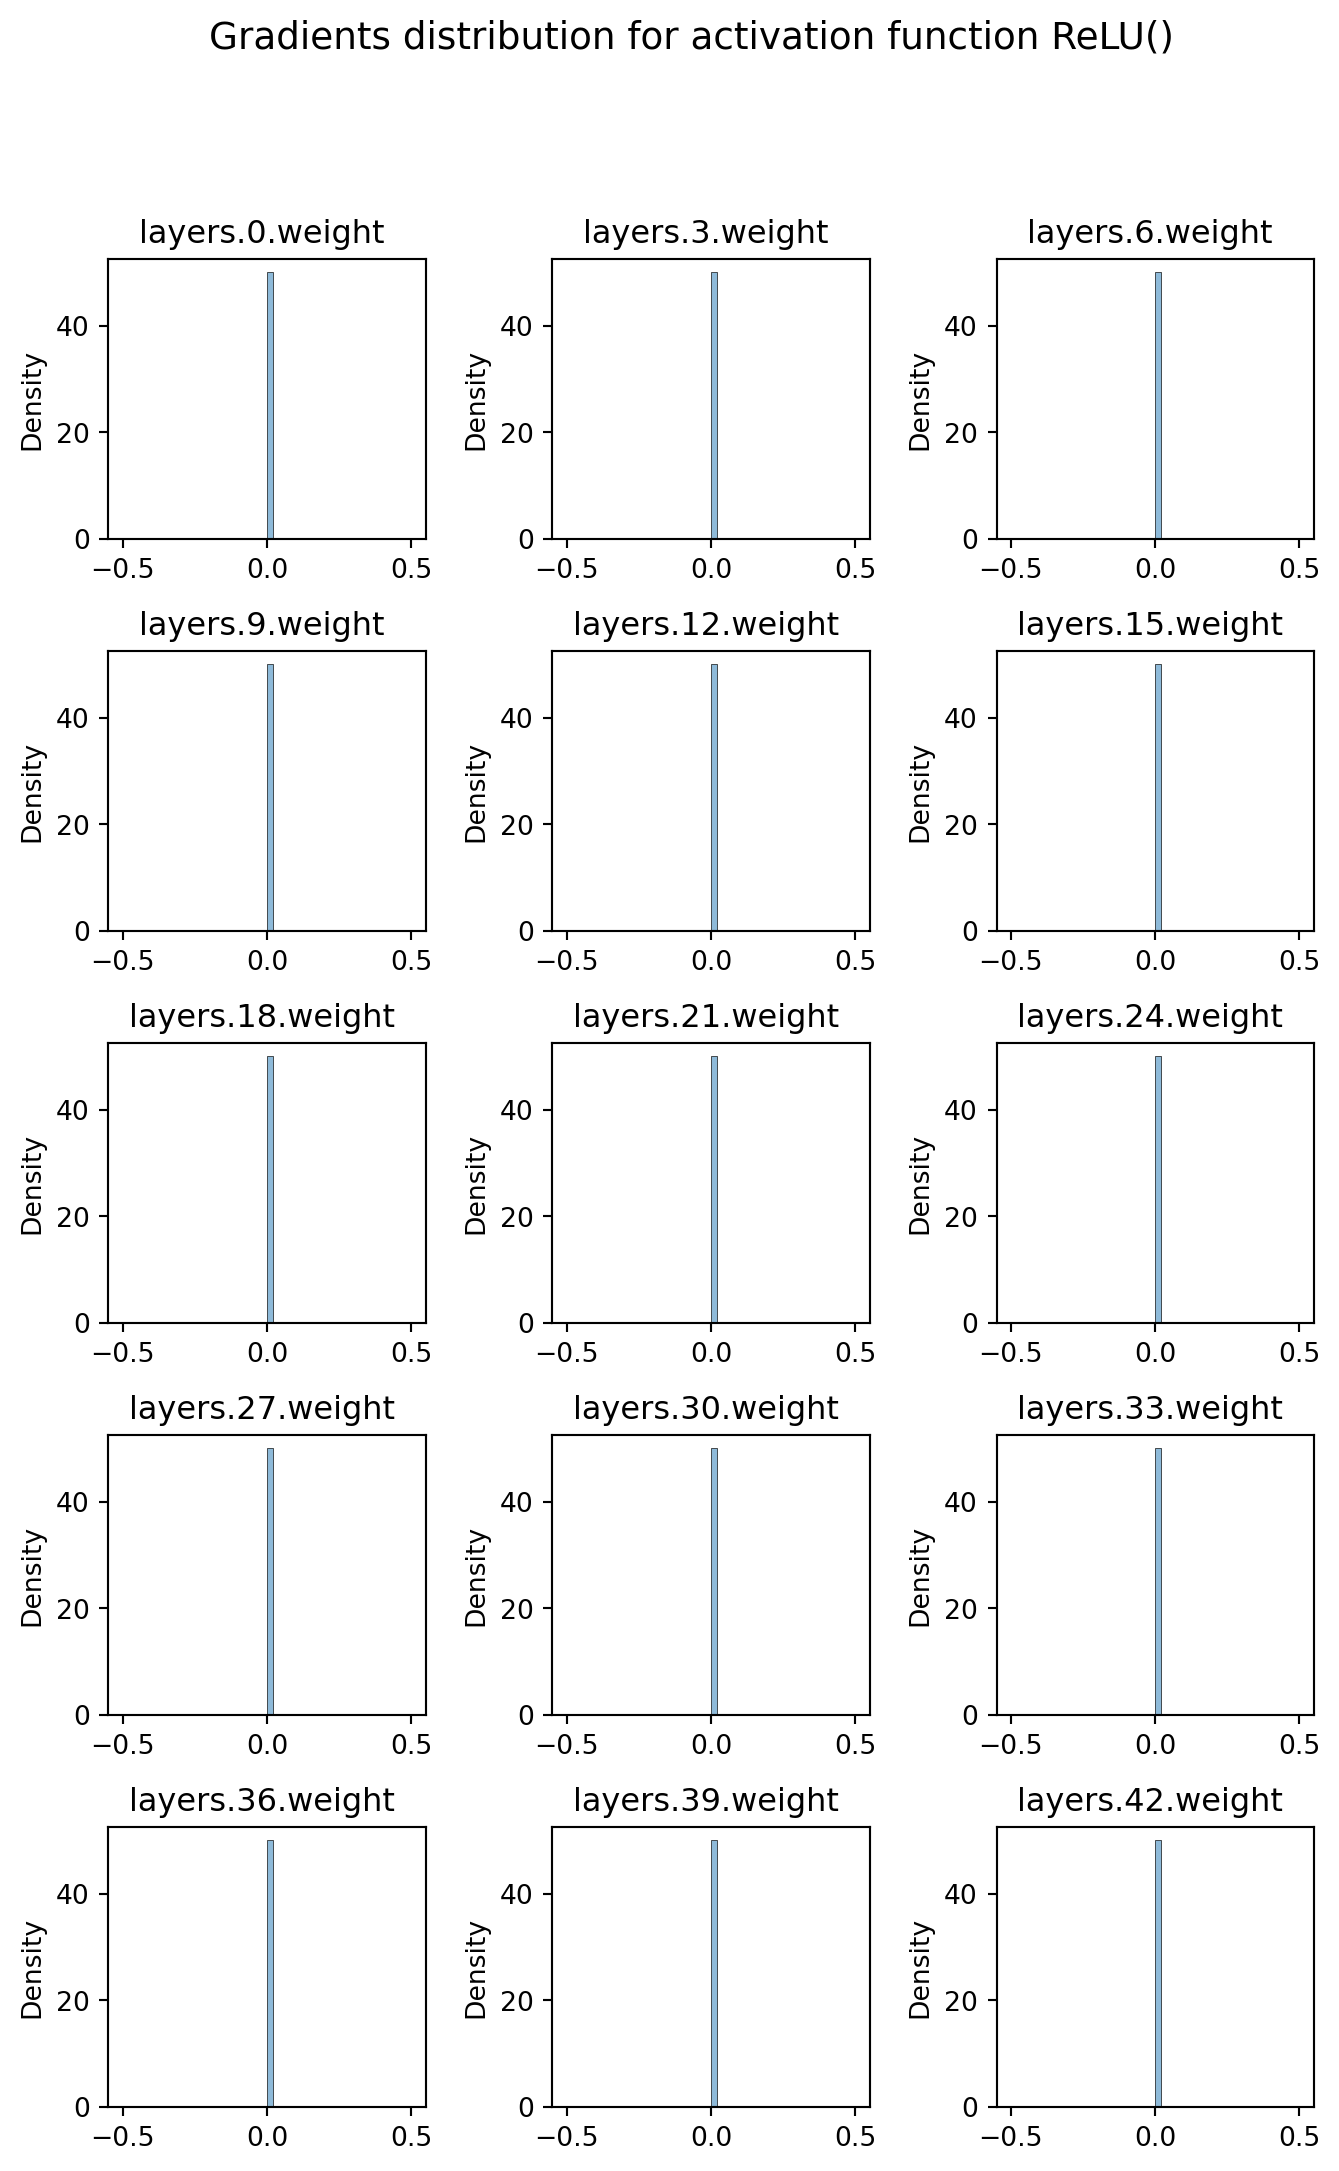 Gradients distribution for activation function ReLU()
layers.0.weight layers.3.weight layers.6.weight
Density Density Density
40 40 40
20 20 20
0 0 0
−0.5 0.0 0.5 −0.5 0.0 0.5 −0.5 0.0 0.5
layers.9.weight layers.12.weight layers.15.weight
Density Density Density
40 40 40
20 20 20
0 0 0
−0.5 0.0 0.5 −0.5 0.0 0.5 −0.5 0.0 0.5
layers.18.weight layers.21.weight layers.24.weight
Density Density Density
40 40 40
20 20 20
0 0 0
−0.5 0.0 0.5 −0.5 0.0 0.5 −0.5 0.0 0.5
layers.27.weight layers.30.weight layers.33.weight
Density Density Density
40 40 40
20 20 20
0 0 0
−0.5 0.0 0.5 −0.5 0.0 0.5 −0.5 0.0 0.5
layers.36.weight layers.39.weight layers.42.weight
Density Density Density
40 40 40
20 20 20
0 0 0
−0.5 0.0 0.5 −0.5 0.0 0.5 −0.5 0.0 0.5